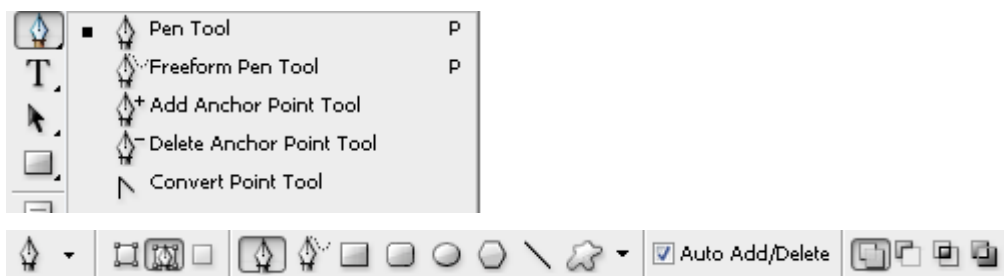 Pen Tool P
Freeform Pen Tool P
T
Add Anchor Point Tool
Delete Anchor Point Tool
Convert Point Tool
Auto Add/Delete